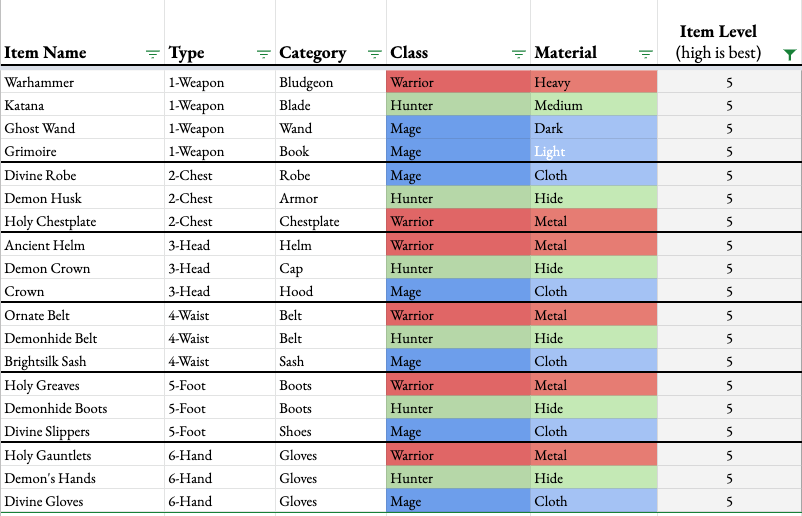 Item Name Type Category Class Material Item Level (high is best)
Warhammer 1-Weapon Bludgeon Warrior Heavy 5
Katana 1-Weapon Blade Hunter Medium 5
Ghost Wand 1-Weapon Wand Mage Dark 5
Grimoire 1-Weapon Book Mage Light 5
Divine Robe 2-Chest Robe Mage Cloth 5
Demon Husk 2-Chest Armor Hunter Hide 5
Holy Chestplate 2-Chest Chestplate Warrior Metal 5
Ancient Helm 3-Head Helm Warrior Metal 5
Demon Crown 3-Head Cap Hunter Hide 5
Crown 3-Head Hood Mage Cloth 5
Ornate Belt 4-Waist Belt Warrior Metal 5
Demonhide Belt 4-Waist Belt Hunter Hide 5
Brightsilk Sash 4-Waist Sash Mage Cloth 5
Holy Greaves 5-Foot Boots Warrior Metal 5
Demonhide Boots 5-Foot Boots Hunter Hide 5
Divine Slippers 5-Foot Shoes Mage Cloth 5
Holy Gauntlets 6-Hand Gloves Warrior Metal 5
Demon's Hands 6-Hand Gloves Hunter Hide 5
Divine Gloves 6-Hand Gloves Mage Cloth 5